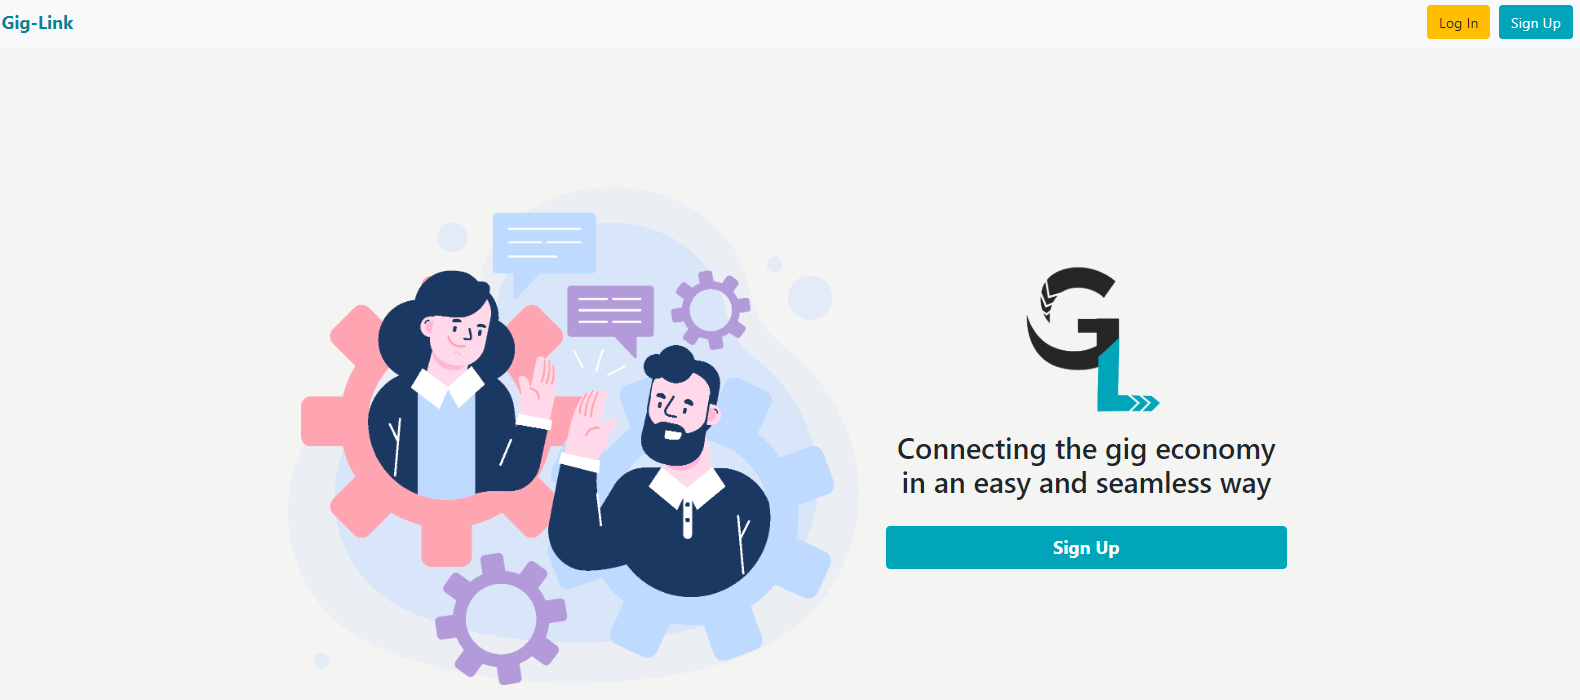 Gig-Link
Log In
Sign Up
GL
Connecting the gig economy
in an easy and seamless way
Sign Up